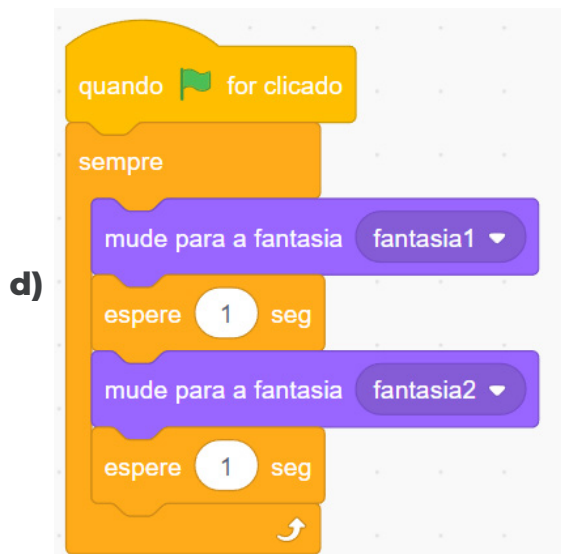 quando for clicado
sempre
mude para a fantasia fantasia1
d)
espere 1 seg
mude para a fantasia fantasia2
espere 1 seg